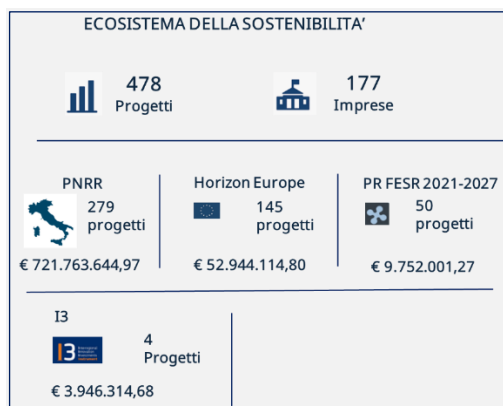 ECOSISTEMA DELLA SOSTENIBILITA’
478
Progetti
177
Imprese
PNRR
279
progetti
€ 721.763.644,97
Horizon Europe
145
progetti
€ 52.944.114,80
PR FESR 2021-2027
50
progetti
€ 9.752.001,27
I3
I3
4
Progetti
€ 3.946.314,68